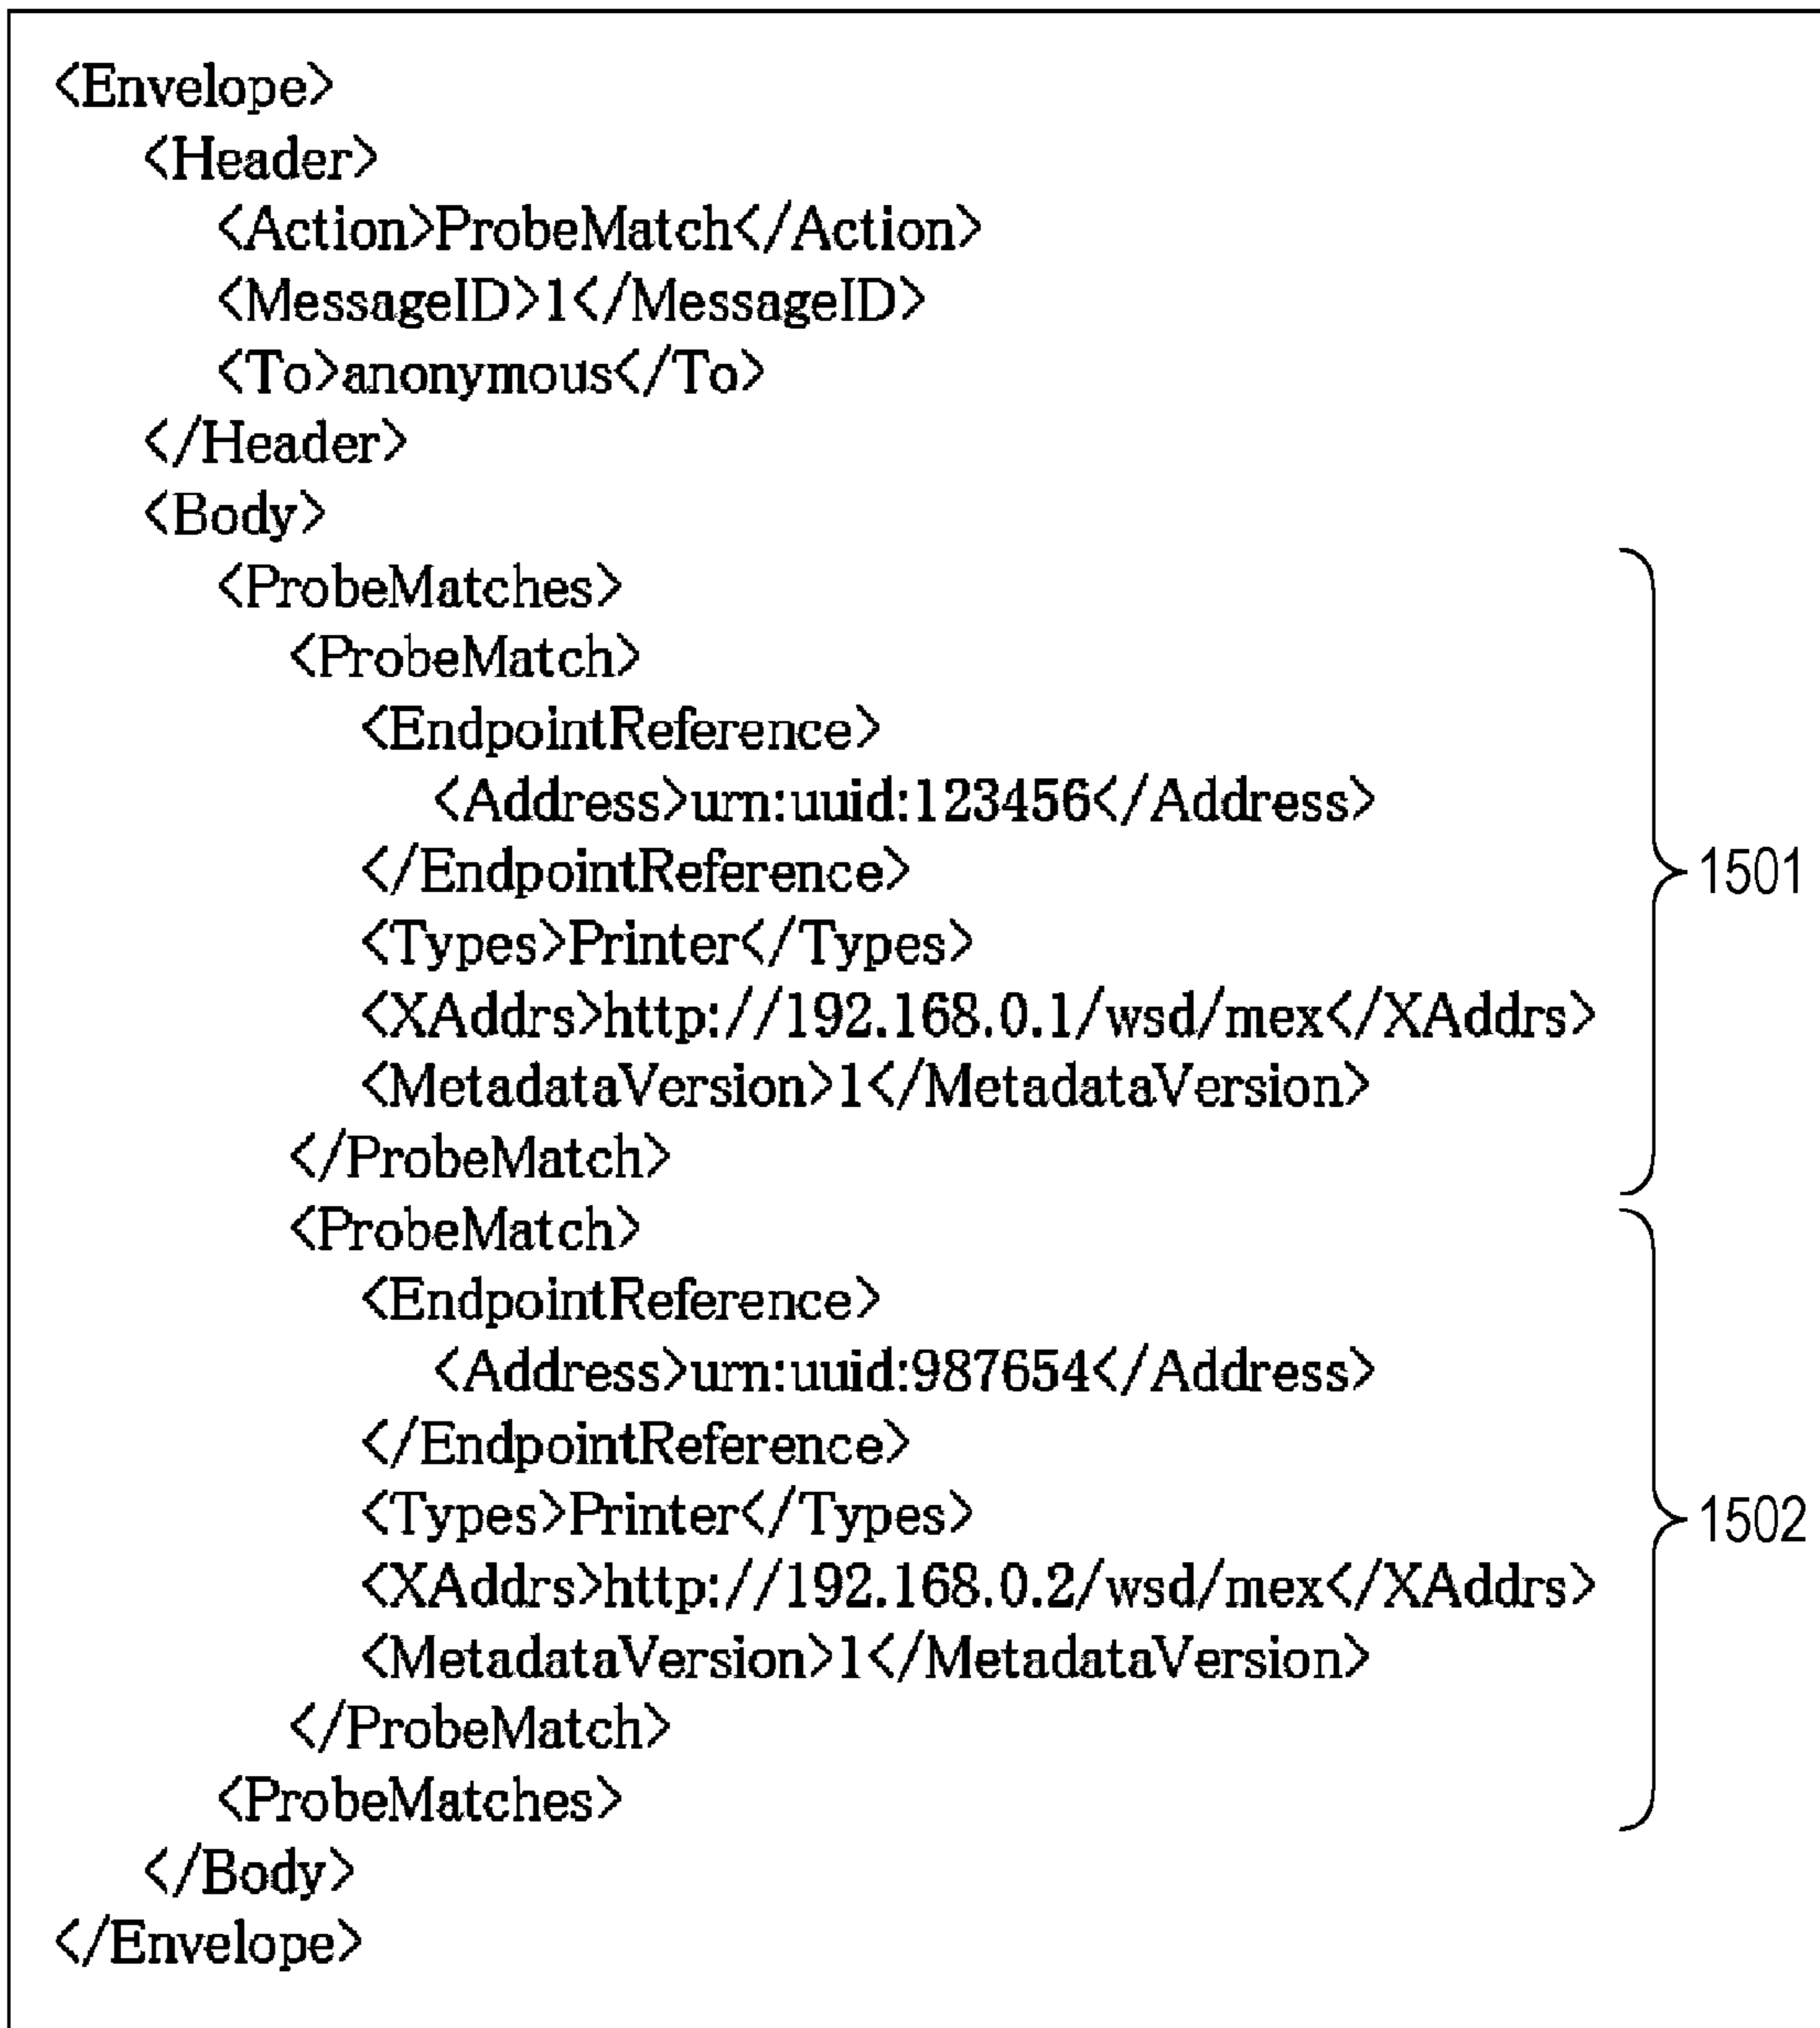 <Envelope>
<Header>
<Action>ProbeMatch</Action>
<MessageID>1</MessageID>
<To>anonymous</To>
</Header>
<Body>
<ProbeMatches>
<ProbeMatch>
<EndpointReference>
<Address>urn:uuid:123456</Address>
</EndpointReference>
<Types>Printer</Types>
<XAddrs>http://192.168.0.1/wsd/mex</XAddrs>
<MetadataVersion>1</MetadataVersion>
</ProbeMatch>
1501
<ProbeMatch>
<EndpointReference>
<Address>urn:uuid:987654</Address>
</EndpointReference>
<Types>Printer</Types>
<XAddrs>http://192.168.0.2/wsd/mex</XAddrs>
<MetadataVersion>1</MetadataVersion>
</ProbeMatch>
<ProbeMatches>
1502
</Body>
</Envelope>